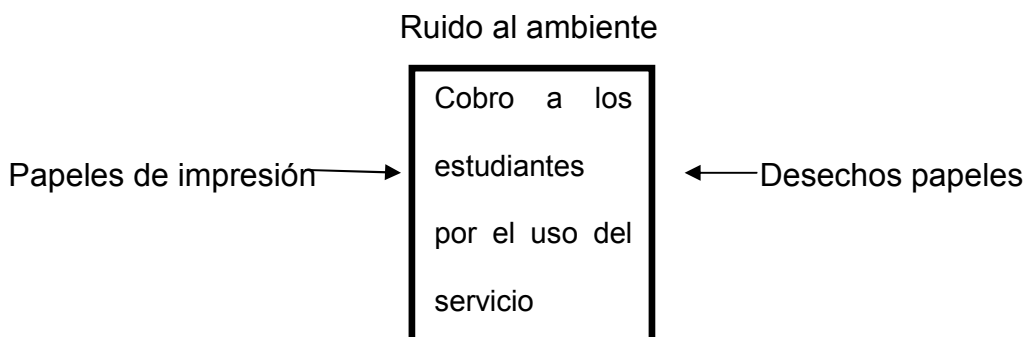 Ruido al ambiente
Cobro a los
estudiantes
Papeles de impresión
Desechos papeles
por el uso del
servicio